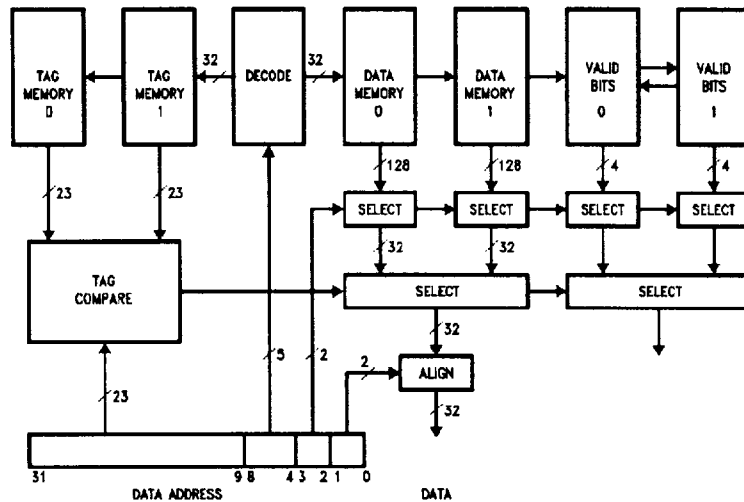 TAG MEMORY 0
TAG MEMORY 1
32
DECODE
32
DATA MEMORY 0
DATA MEMORY 1
VALID BITS 0
VALID BITS 1
23
23
128
128
4
4
SELECT
SELECT
SELECT
SELECT
32
32
TAG COMPARE
SELECT
SELECT
32
5
2
2
ALIGN
23
32
31
9
8
4
3
2
1
0
DATA ADDRESS
DATA